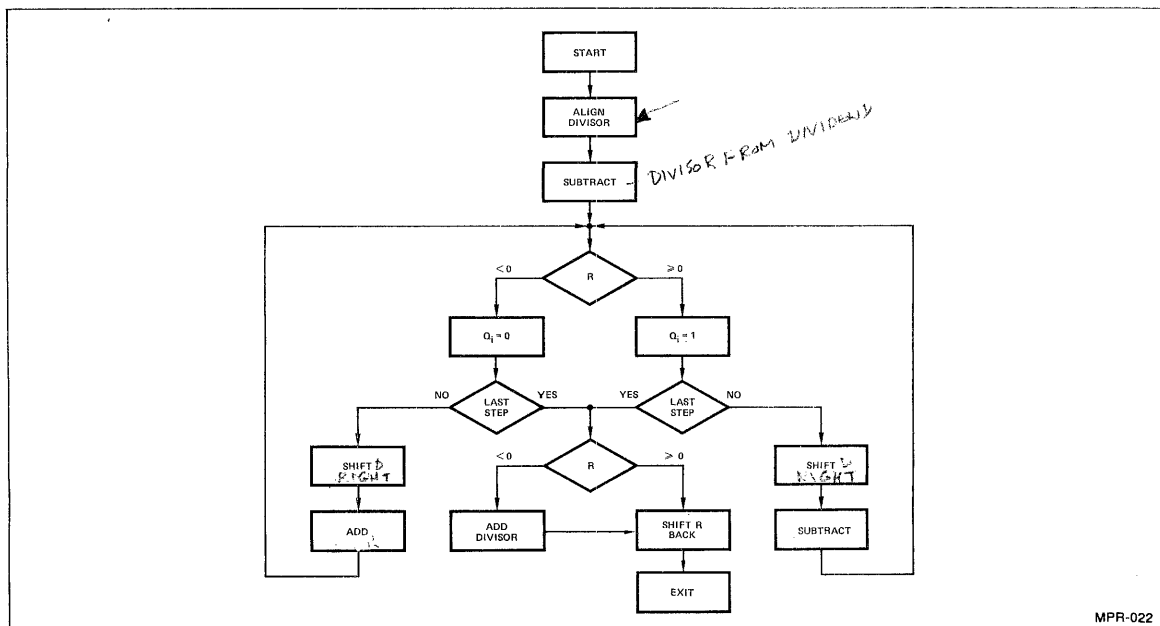 START
ALIGN
DIVISOR
SUBTRACT
DIVISOR FROM DIVIDEND
R
< 0
⩾ 0
Qi = 0
Qi = 1
NO
LAST
STEP
YES
YES
LAST
STEP
NO
SHIFT D
RIGHT
< 0
R
⩾ 0
SHIFT D
RIGHT
ADD
ADD
DIVISOR
SHIFT R
BACK
SUBTRACT
EXIT
MPR-022